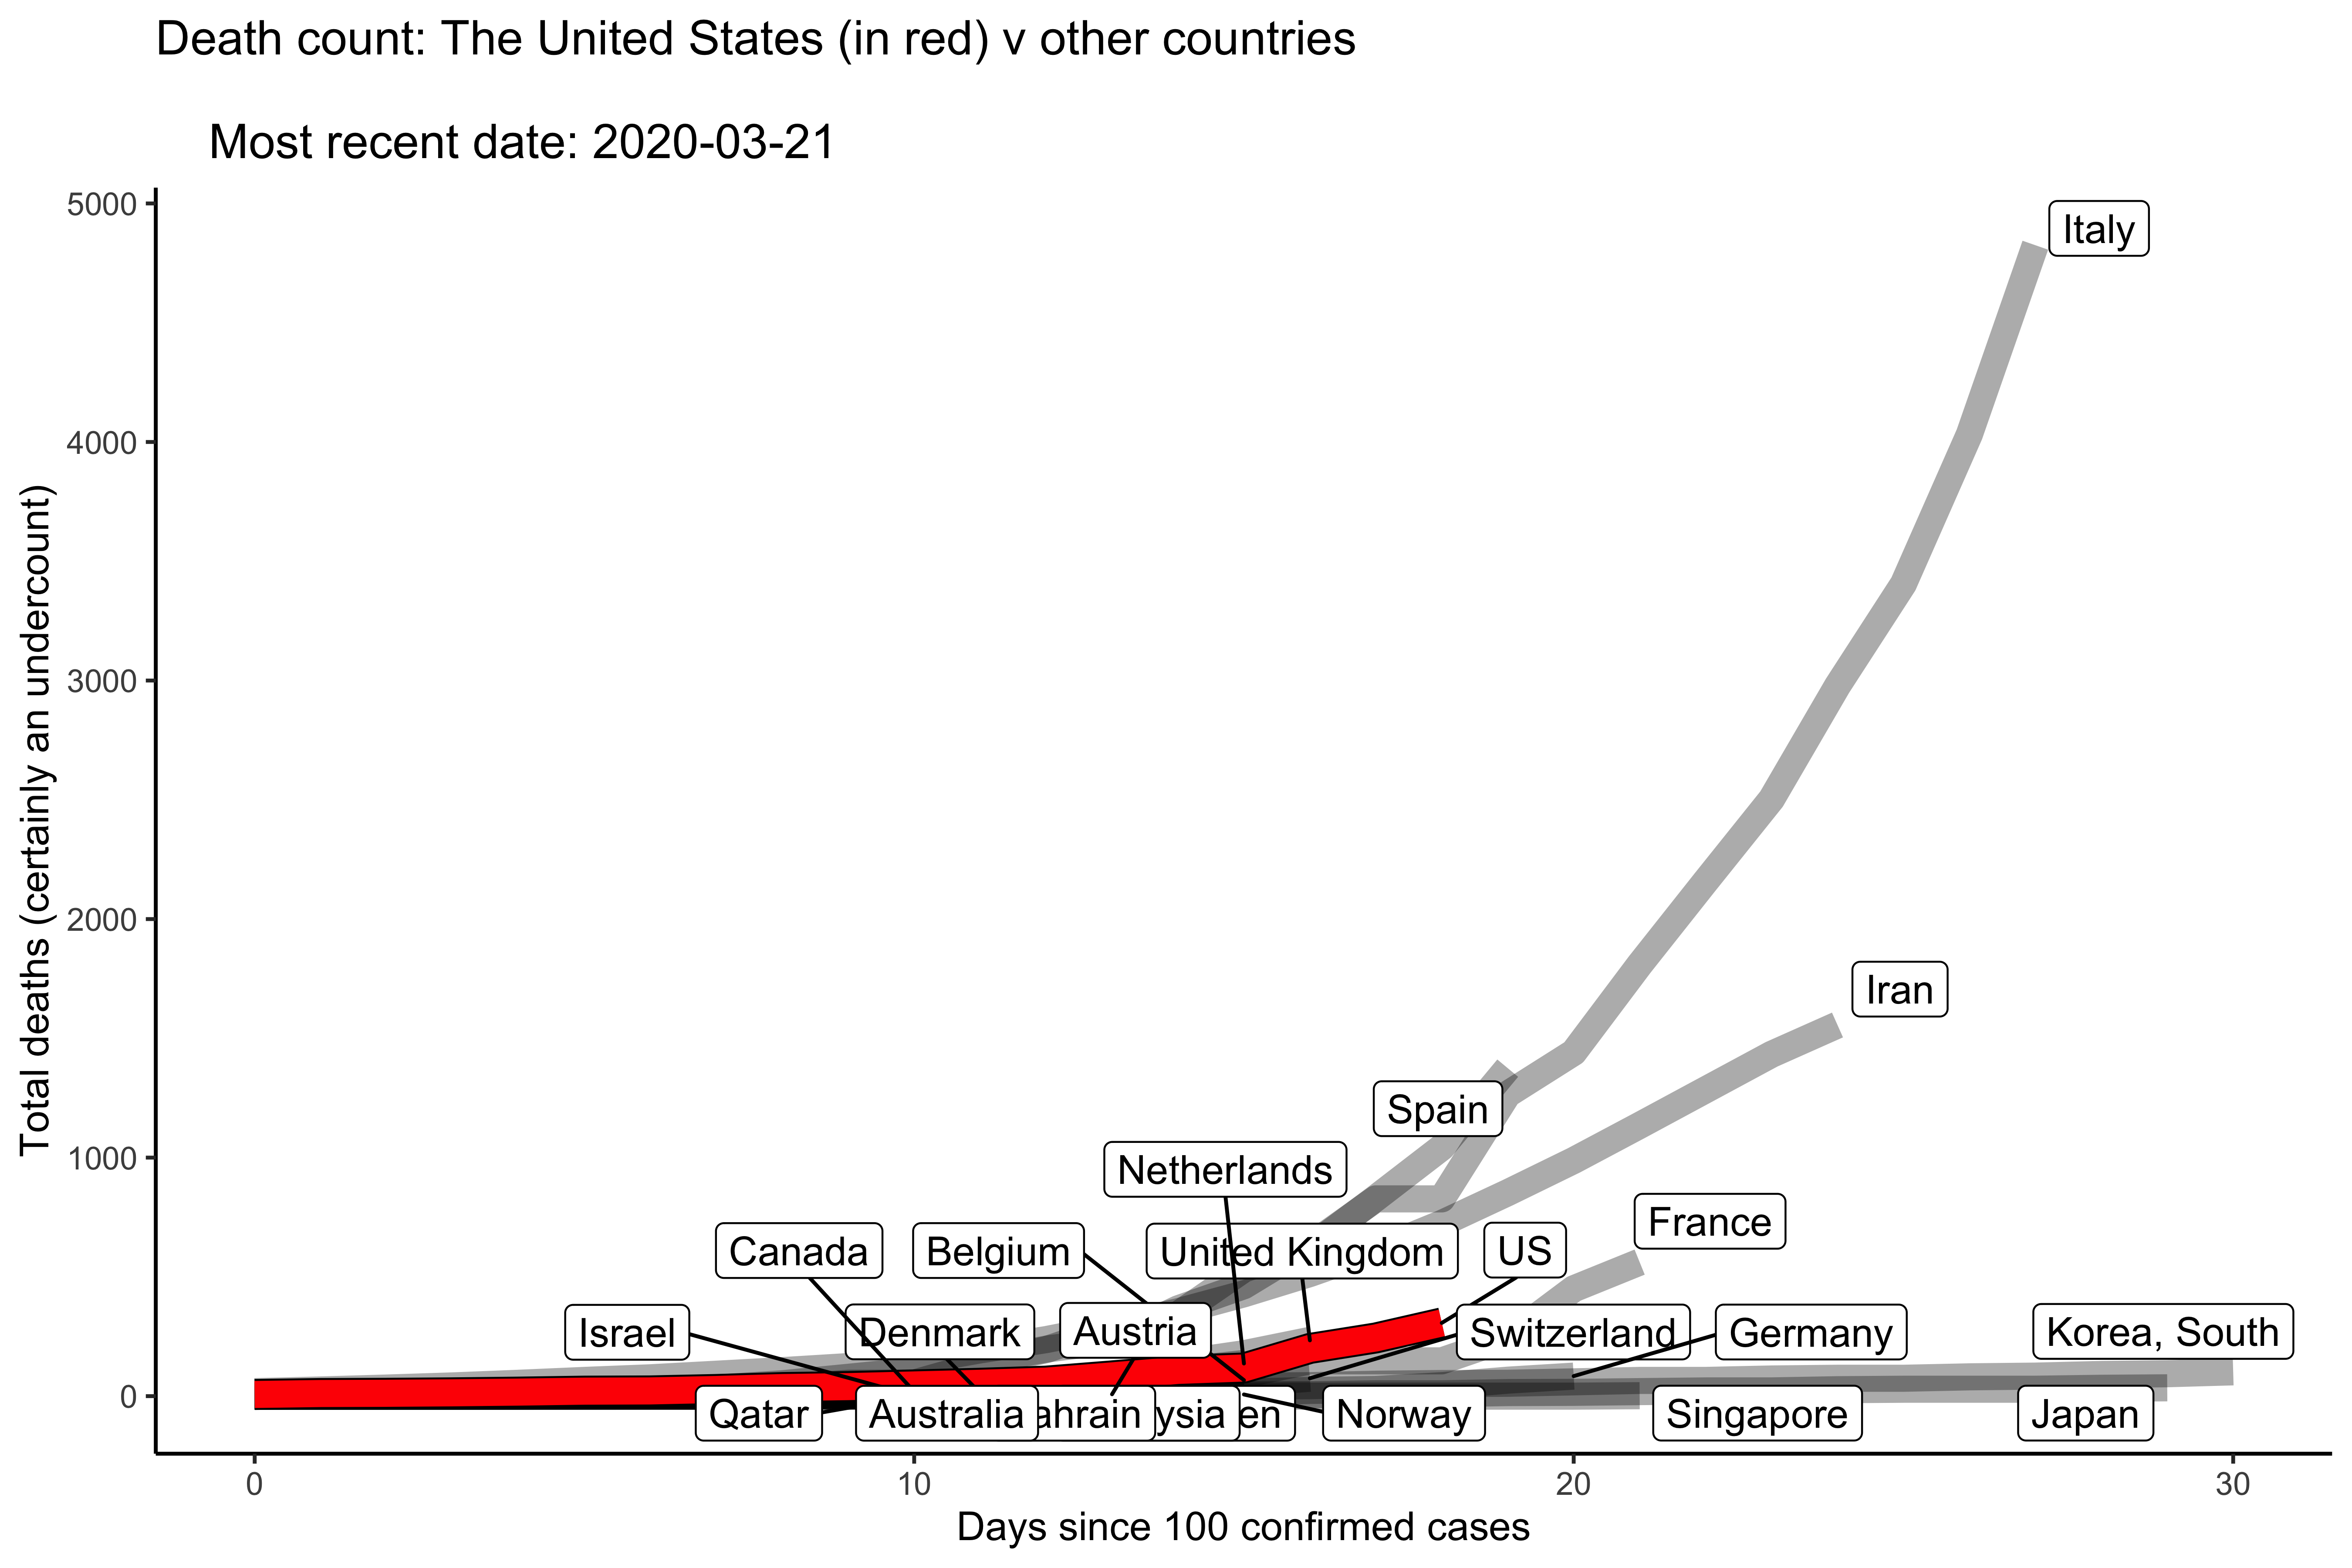 Death count: The United States (in red) v other countries
Most recent date: 2020-03-21
Total deaths (certainly an undercount)
5000
4000
3000
2000
1000
0
Italy
Iran
Spain
Netherlands
France
Canada
Belgium
United Kingdom
US
Israel
Denmark
Austria
Switzerland
Germany
Korea, South
Qatar
Australia
ahrain
ysia
en
Norway
Singapore
Japan
0
10
20
30
Days since 100 confirmed cases